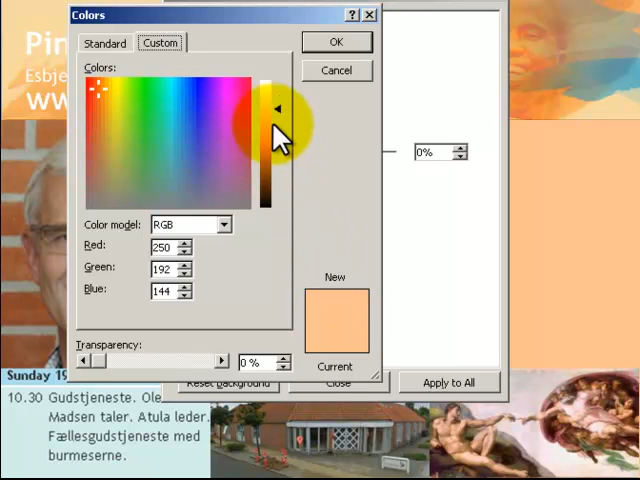 Colors
Pin
Standard
Custom
OK
Esbje
Colors:
Cancel
WW
0%
Color model:
RGB
Red:
250
Green:
192
Blue:
144
New
Transparency:
0 %
Current
Sunday 19
Reset Background
Close
Apply to All
10.30 Gudstjeneste. Ole
Madsen taler. Atula leder.
Fællesgudstjeneste med
burmeserne.